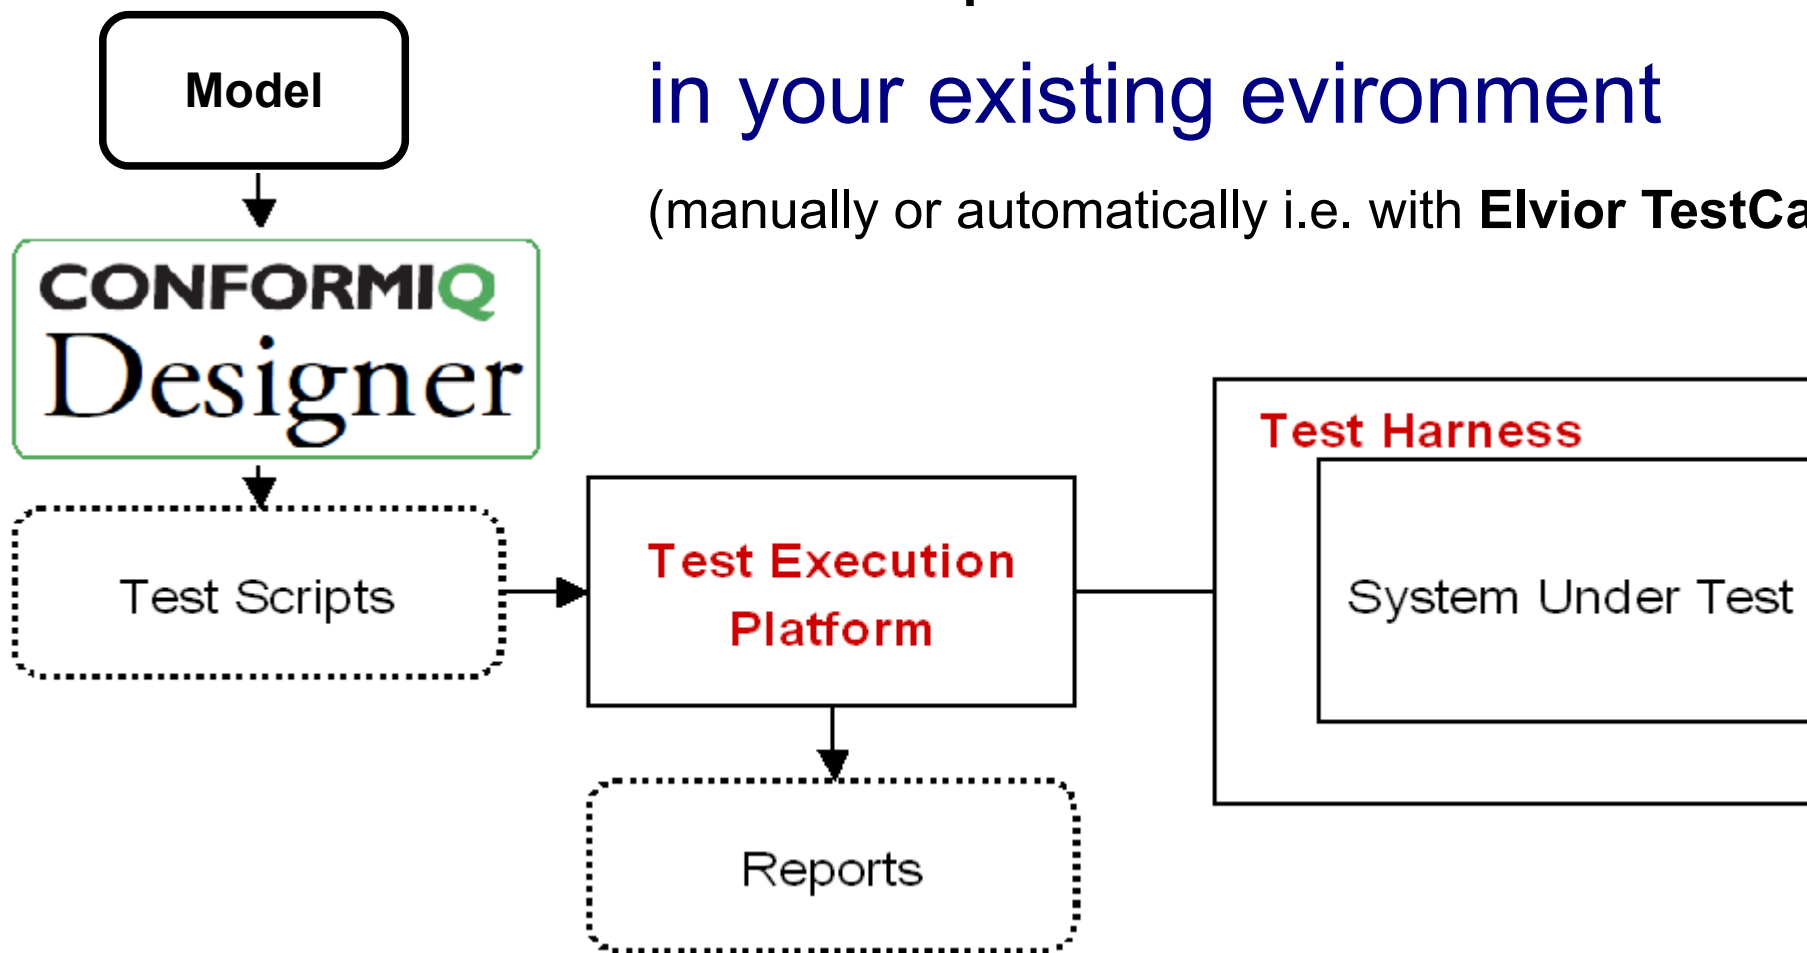 Model
in your existing evironment
(manually or automatically i.e. with Elvior
CONFORMIQ
Designer
Test Harness
Test Execution
Platform
Test Scripts
System Under Test
Reports